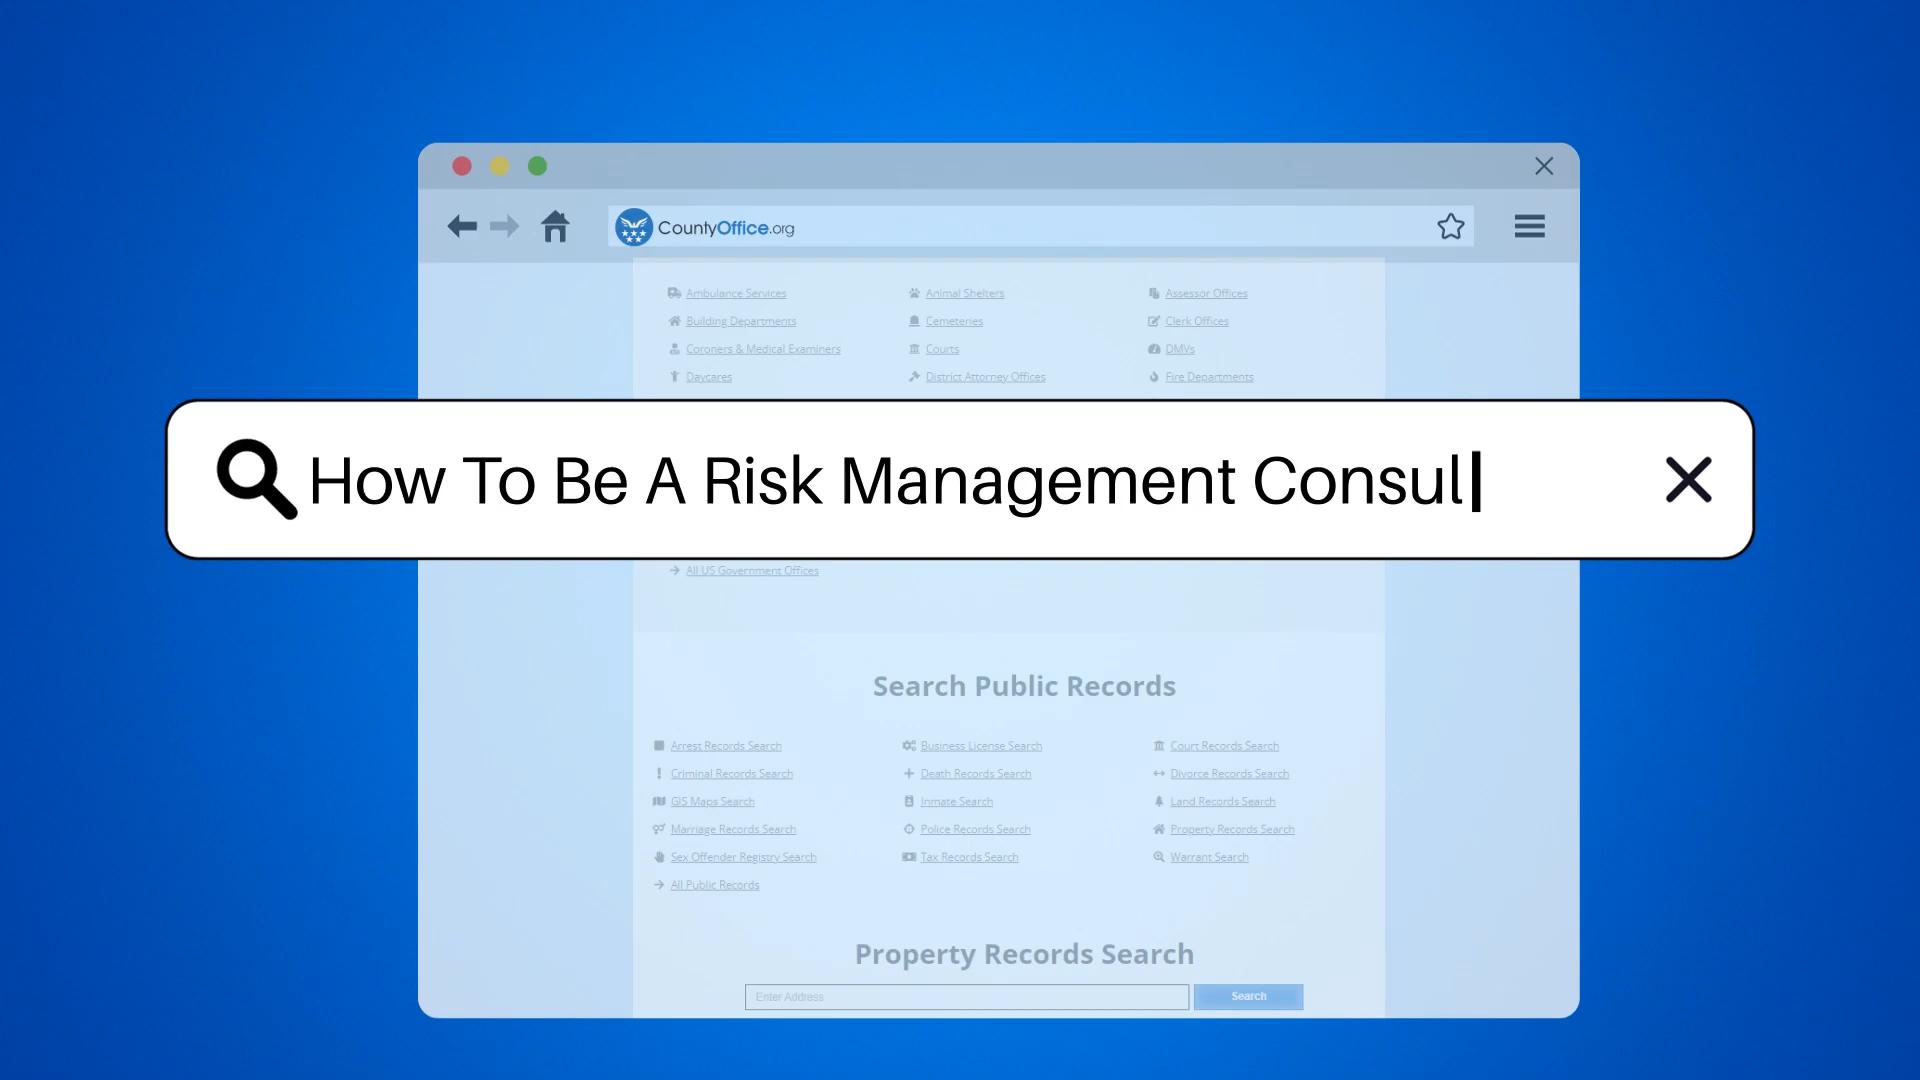 CountyOffice.org
Ambulance Services Animal Shelters Assessor Offices
Building Departments Cemeteries Clerk Offices
Coroners & Medical Examiners Courts DMVs
Daycares District Attorney Offices Fire Departments
How To Be A Risk Management Consul
All US Government Offices
Search Public Records
Arrest Records Search Business License Search Court Records Search
Criminal Records Search Death Records Search Divorce Records Search
GIS Maps Search Inmate Search Land Records Search
Marriage Records Search Police Records Search Property Records Search
Sex Offender Registry Search Tax Records Search Warrant Search
All Public Records
Property Records Search
Enter Address Search